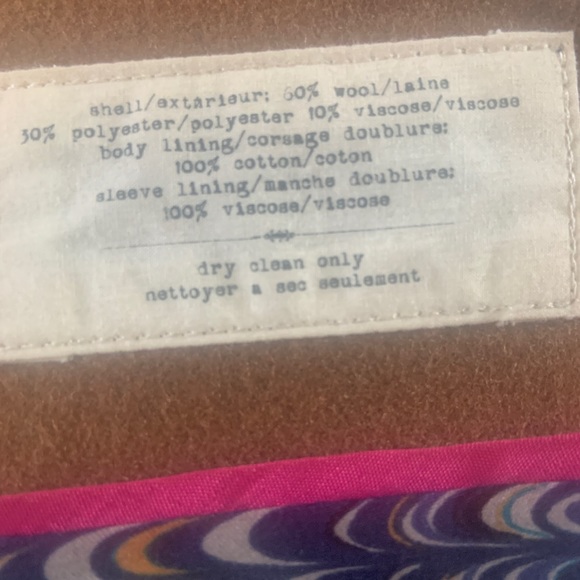 shell/extérieur: 60% wool/laine
30% polyester/polyester 10% viscose/viscose
body lining/corsage doublure:
100% cotton/coton
sleeve lining/manche doublure:
100% viscose/viscose
dry clean only
nettoyer a sec seulement